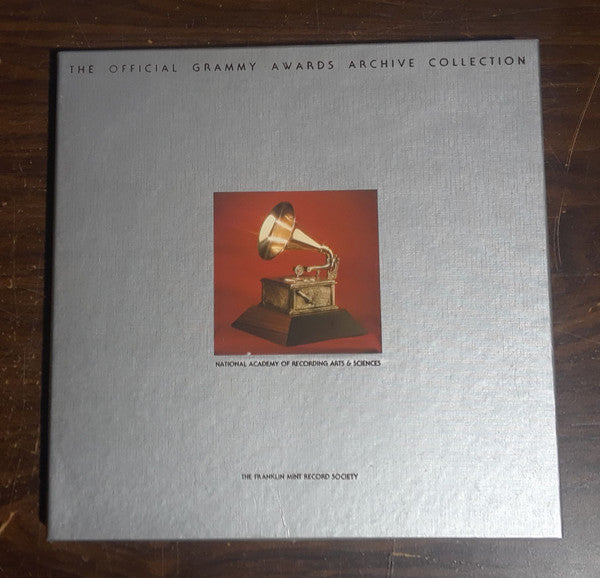 THE OFFICIAL GRAMMY AWARDS ARCHIVE COLLECTION
NATIONAL ACADEMY OF RECORDING ARTS & SCIENCES
THE FRANKLIN MINT RECORD SOCIETY